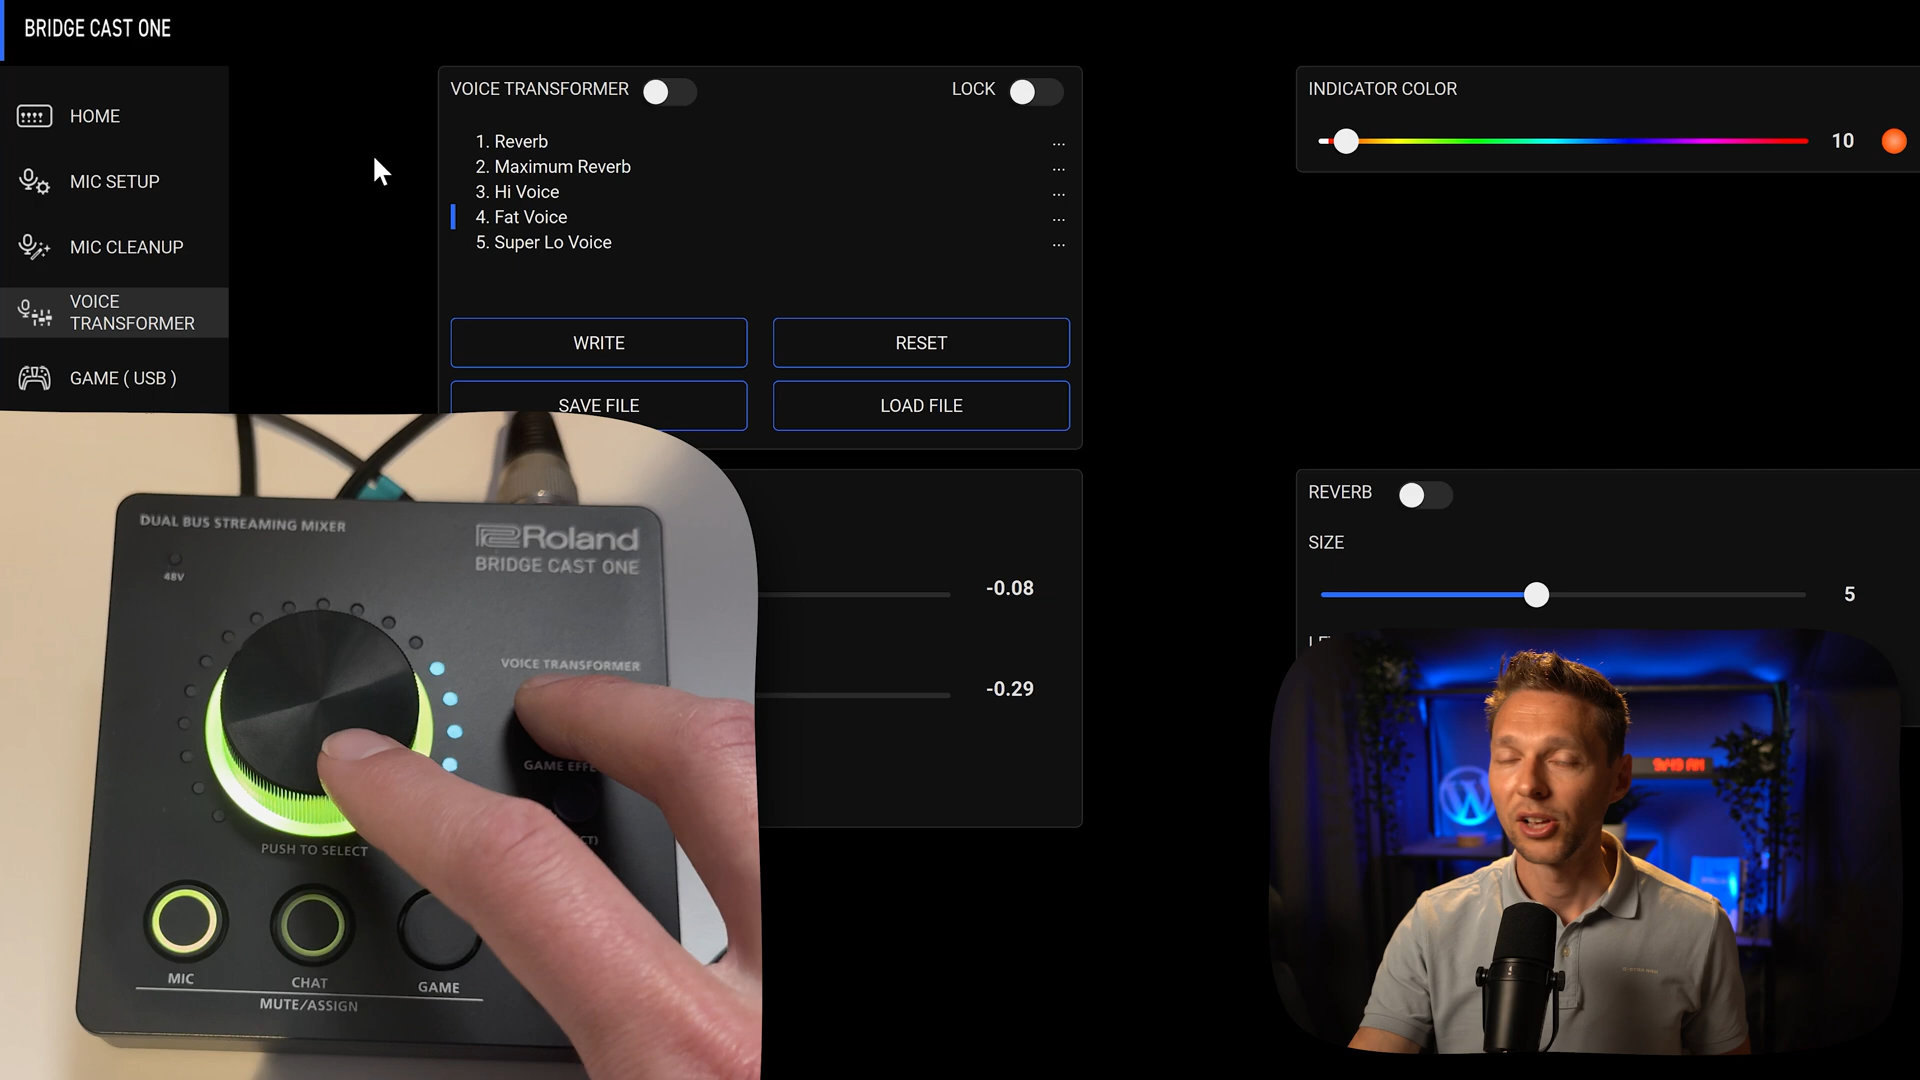 BRIDGE CAST ONE
HOME
MIC SETUP
MIC CLEANUP
VOICE
TRANSFORMER
GAME ( USB )
VOICE TRANSFORMER
LOCK
1. Reverb
...
2. Maximum Reverb
...
3. Hi Voice
...
4. Fat Voice
...
5. Super Lo Voice
...
WRITE
RESET
SAVE FILE
LOAD FILE
-0.08
-0.29
INDICATOR COLOR
10
REVERB
SIZE
5
DUAL BUS STREAMING MIXER
Roland
BRIDGE CAST ONE
48V
VOICE TRANSFORMER
PUSH TO SELECT
MIC
CHAT
GAME
MUTE/ASSIGN
9:49 AM